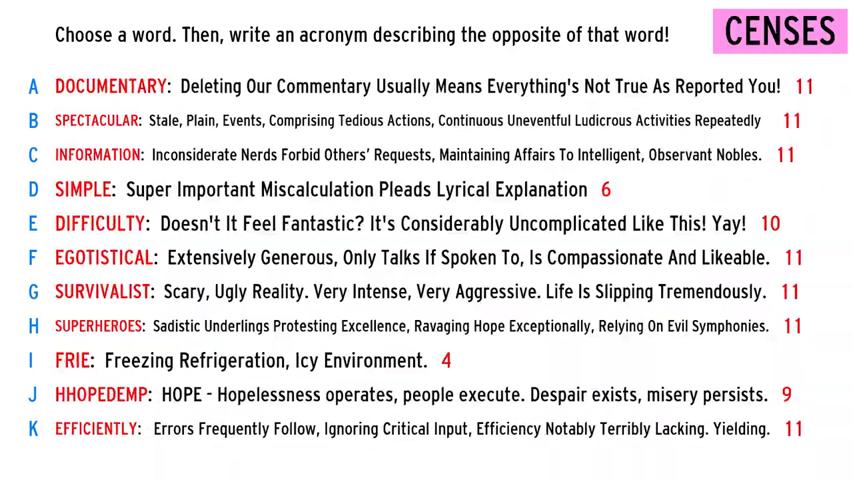 Choose a word. Then, write an acronym describing the opposite of that word!
CENSES
A DOCUMENTARY: Deleting Our Commentary Usually Means Everything's Not True As Reported You! 11
B SPECTACULAR: Stale, Plain, Events, Comprising Tedious Actions, Continuous Uneventful Ludicrous Activities Repeatedly 11
C INFORMATION: Inconsiderate Nerds Forbid Others' Requests, Maintaining Affairs To Intelligent, Observant Nobles. 11
D SIMPLE: Super Important Miscalculation Pleads Lyrical Explanation 6
E DIFFICULTY: Doesn't It Feel Fantastic? It's Considerably Uncomplicated Like This! Yay! 10
F EGOTISTICAL: Extensively Generous, Only Talks If Spoken To, Is Compassionate And Likeable. 11
G SURVIVALIST: Scary, Ugly Reality. Very Intense, Very Aggressive. Life Is Slipping Tremendously. 11
H SUPERHEROES: Sadistic Underlings Protesting Excellence, Ravaging Hope Exceptionally, Relying On Evil Symphonies. 11
I FRIE: Freezing Refrigeration, Icy Environment. 4
J HHOPEDEMP: HOPE - Hopelessness operates, people execute. Despair exists, misery persists. 9
K EFFICIENTLY: Errors Frequently Follow, Ignoring Critical Input, Efficiency Notably Terribly Lacking. Yielding. 11